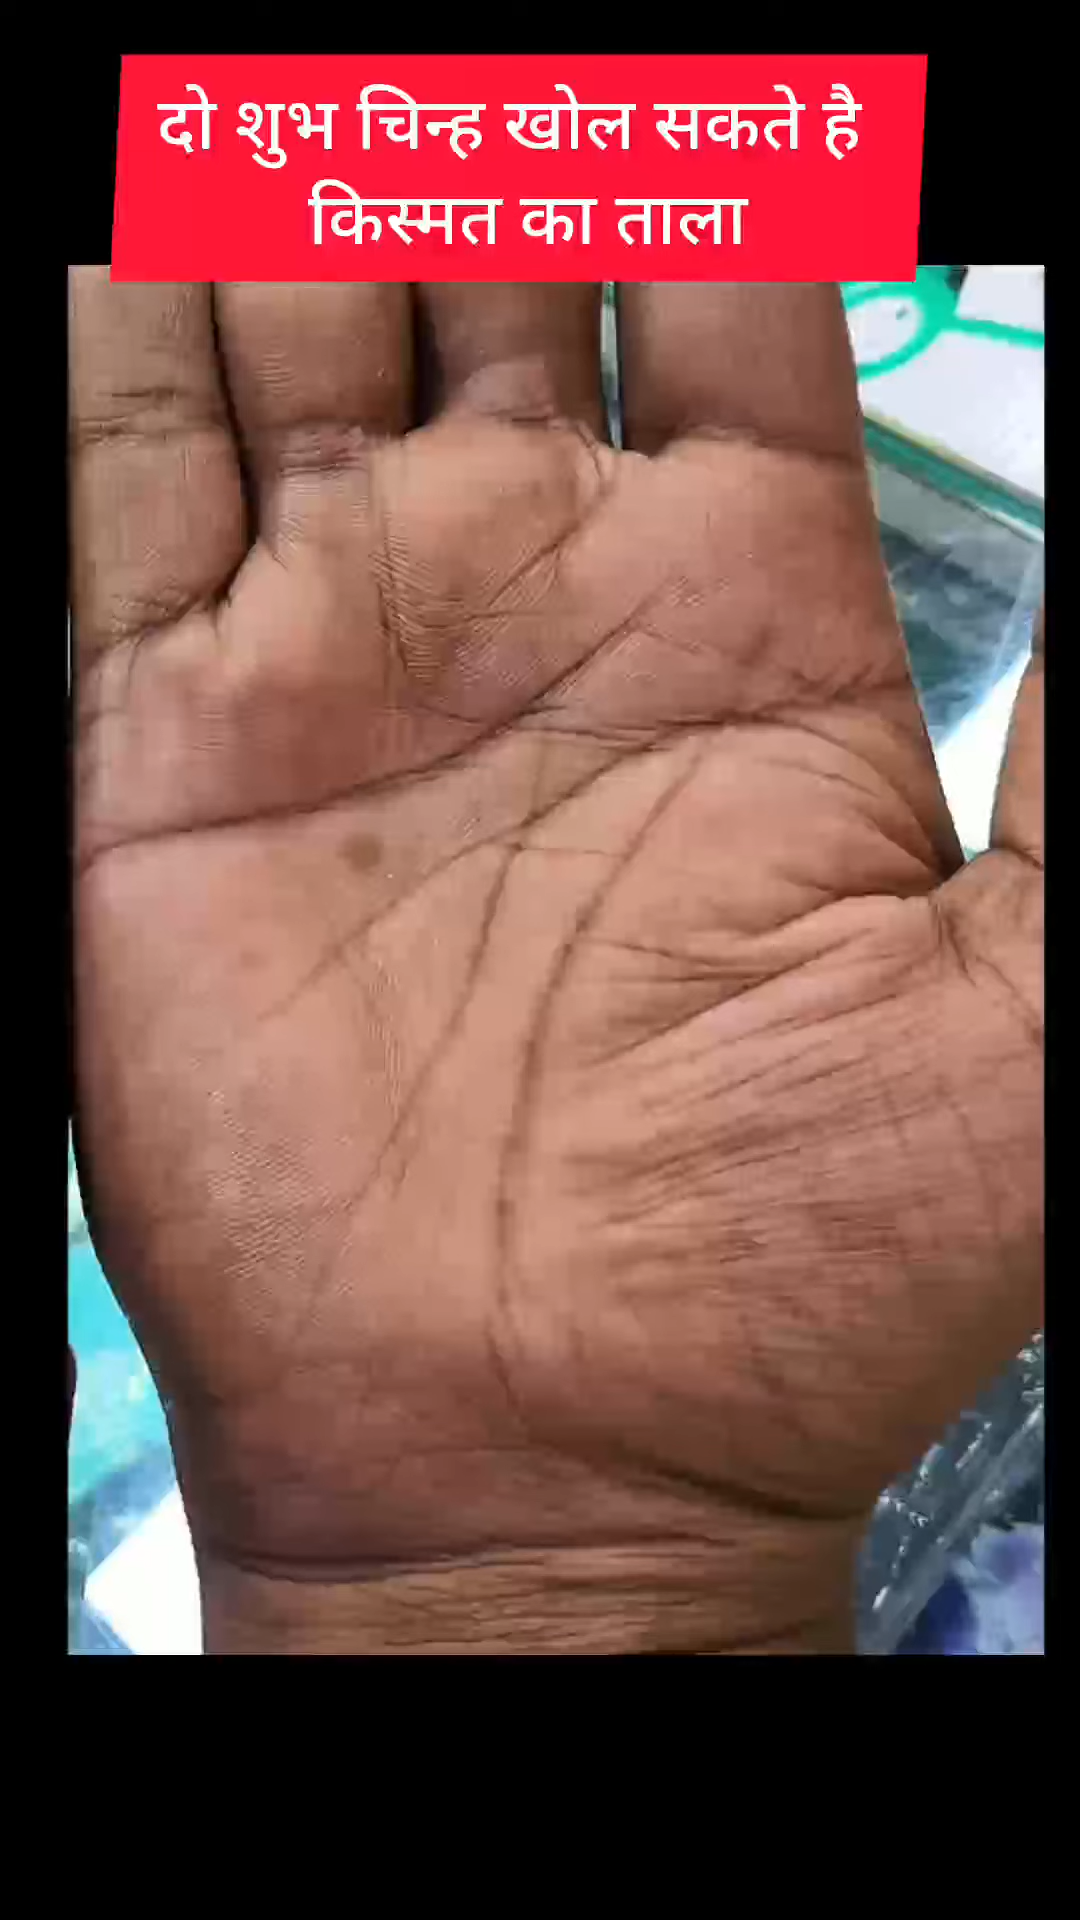 दो शुभ चिन्ह खोल सकते है
किस्मत का ताला